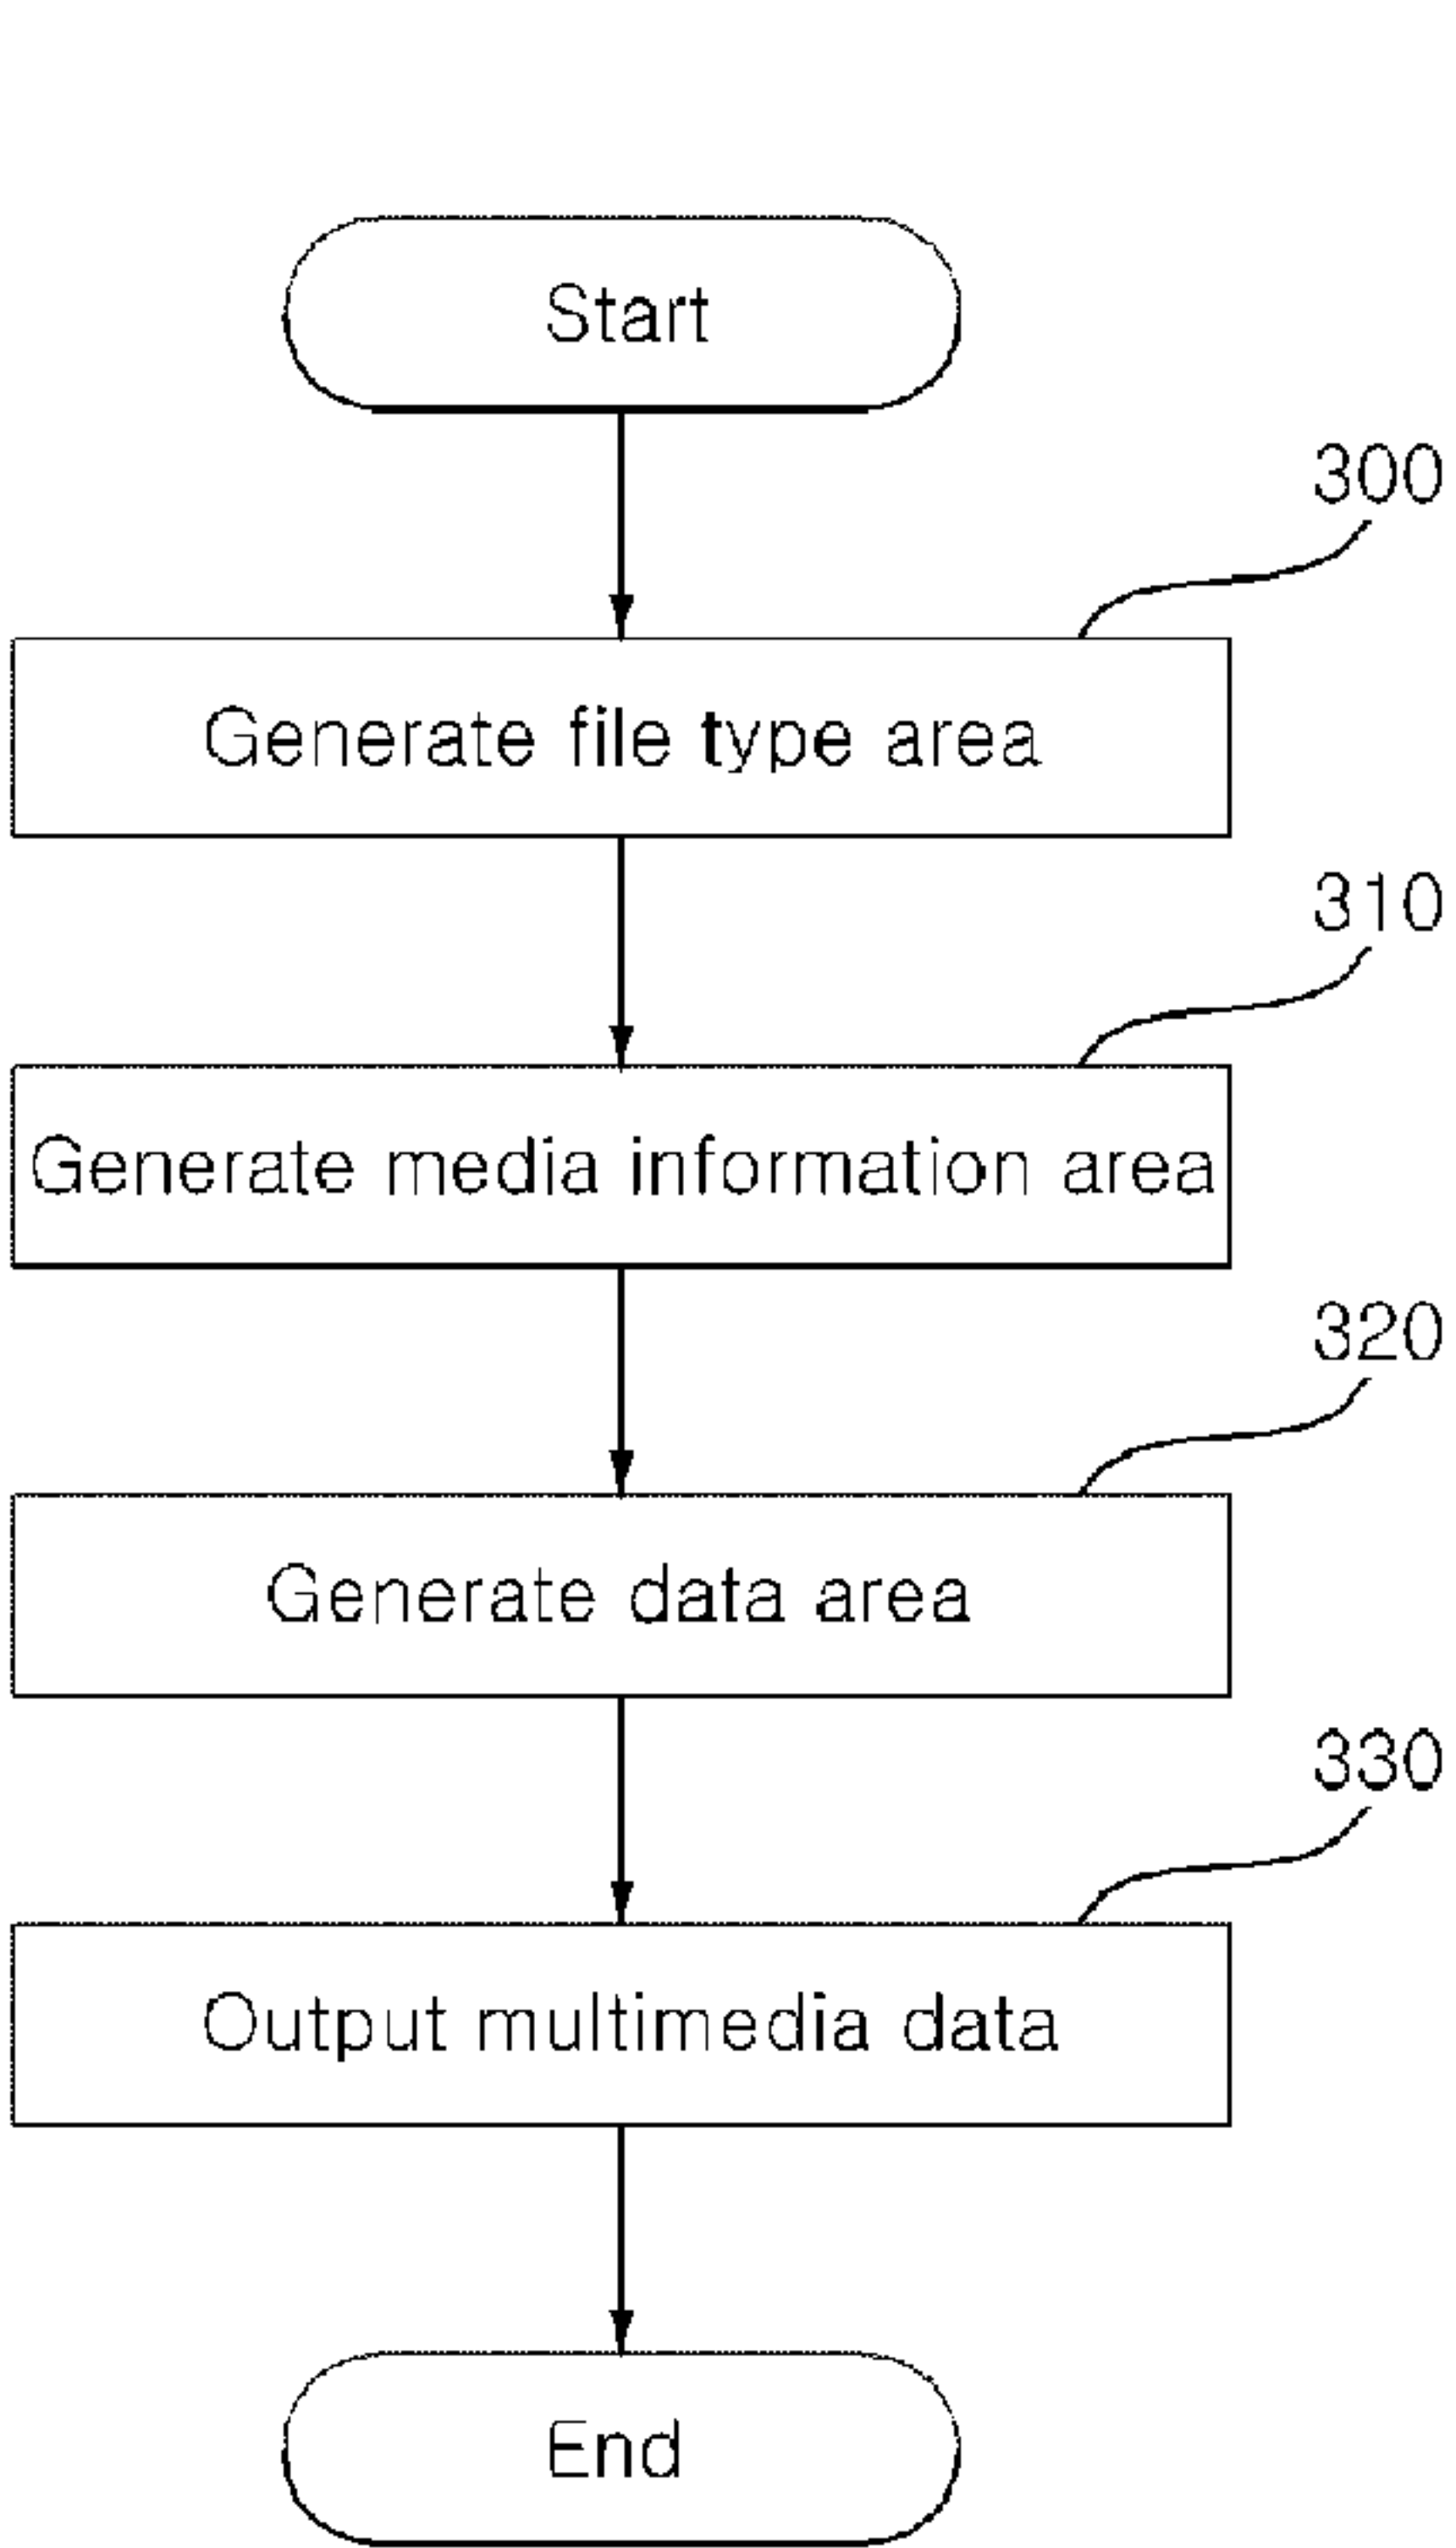 Start
300
Generate file type area
310
Generate media information area
320
Generate data area
330
Output multimedia data
End